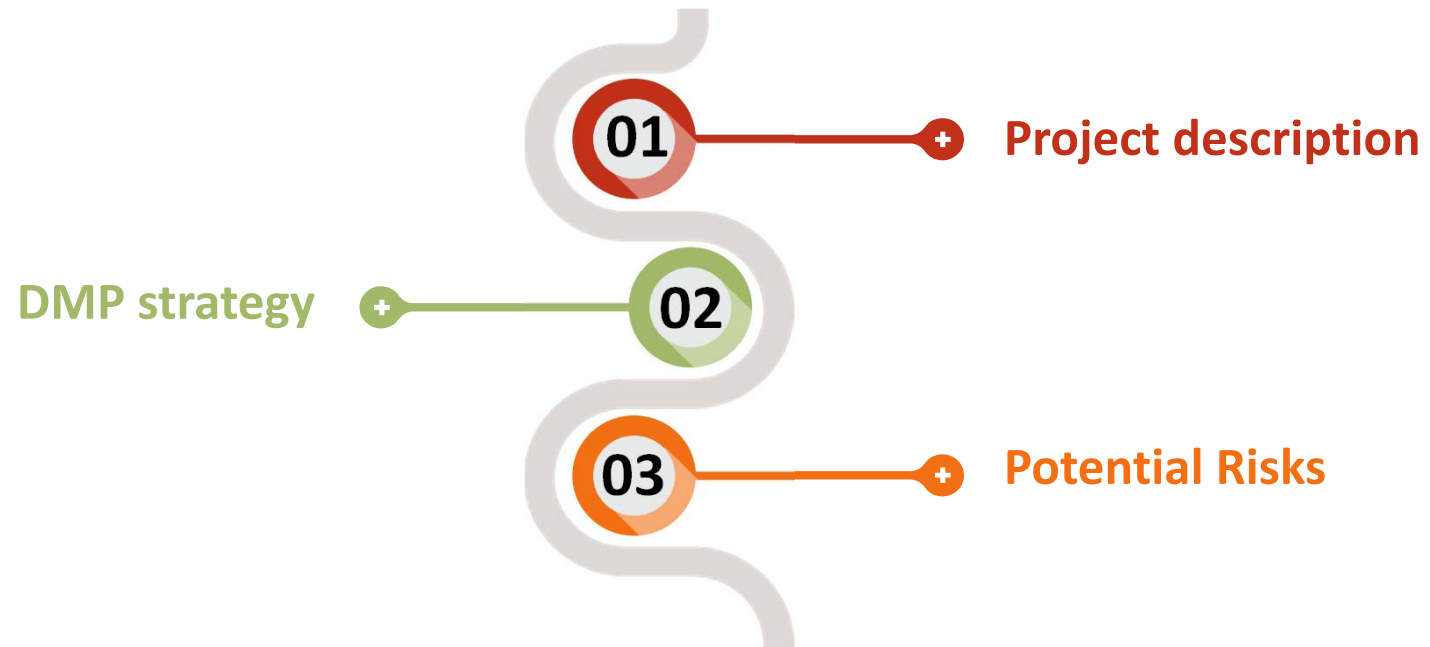 01
Project description
DMP strategy
02
03
Potential Risks